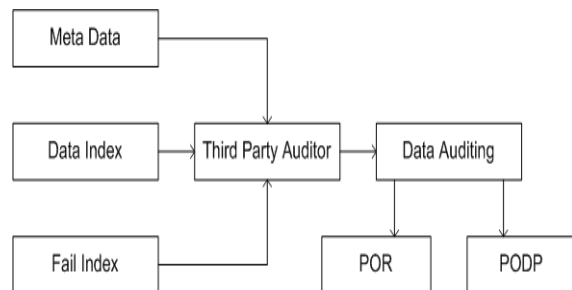 Meta Data
Data Index
Third Party Auditor
Data Auditing
Fail Index
POR
PODP